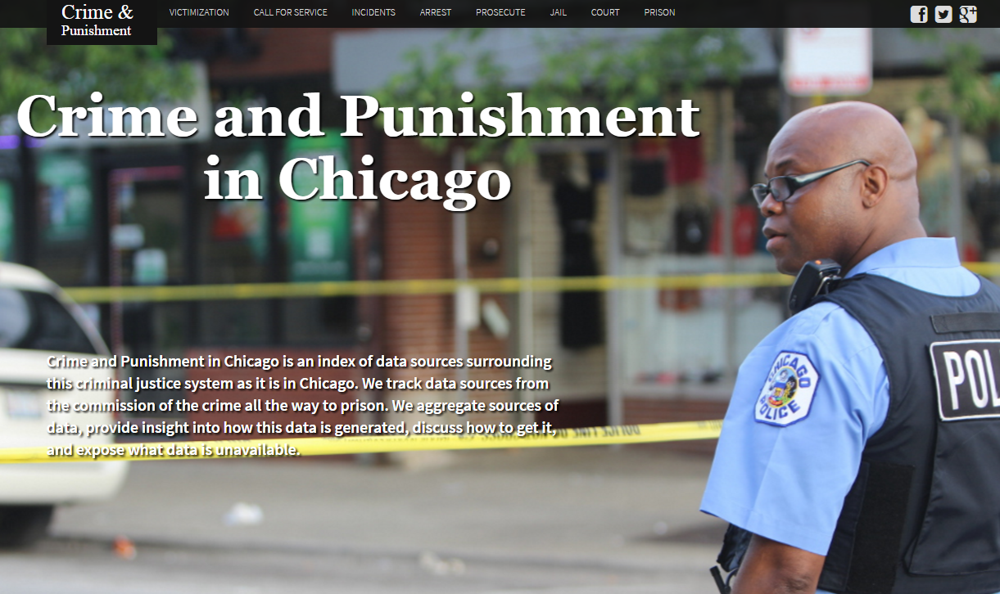 Crime &
Punishment
VICTIMIZATION
CALL FOR SERVICE
INCIDENTS
ARREST
PROSECUTE
JAIL
COURT
PRISON
Crime and Punishment
in Chicago
Crime and Punishment in Chicago is an index of data sources surrounding
this criminal justice system as it is in Chicago. We track data sources from
the commission of the crime all the way to prison. We aggregate sources of
data, provide insight into how this data is generated, discuss how to get it,
and expose what data is unavailable.
CHICAGO
POLICE
POL
POLICE LINE DO NOT